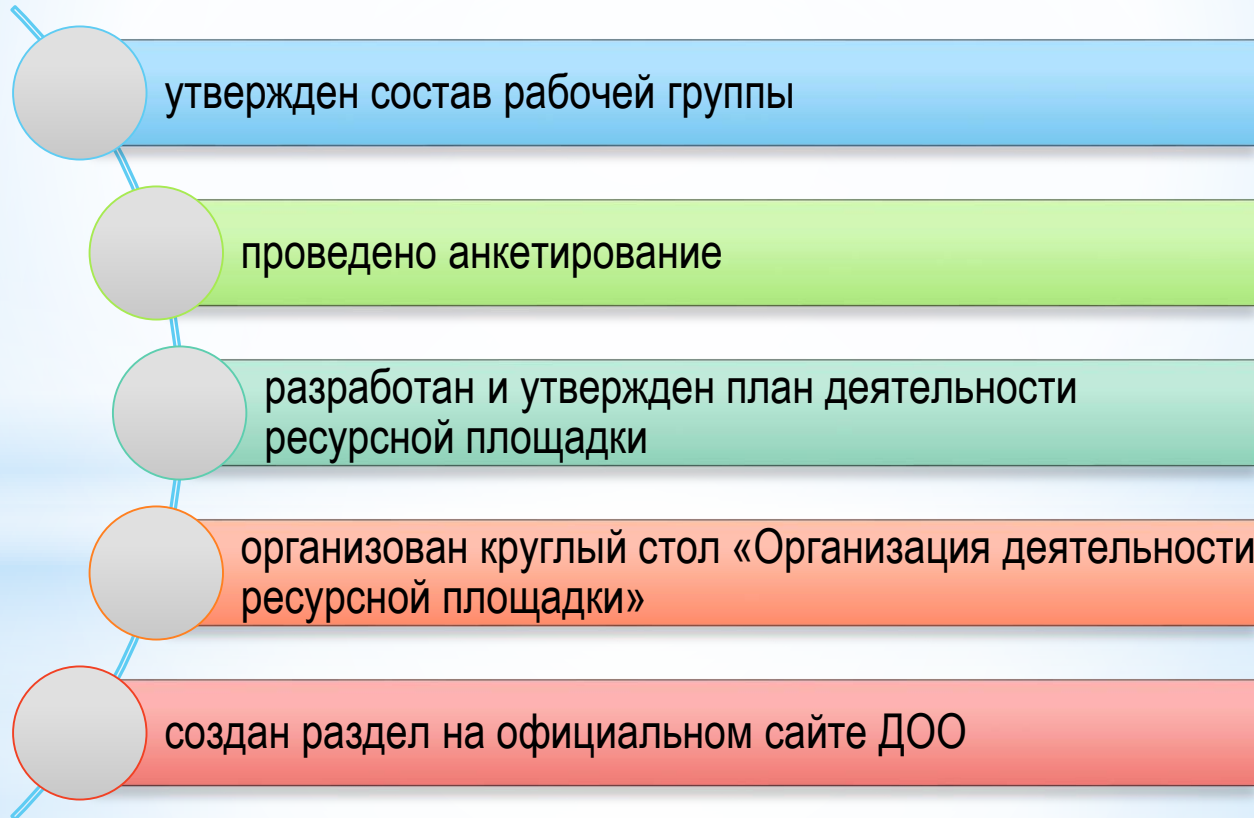 утвержден состав рабочей группы
проведено анкетирование
разработан и утвержден план деятельности
ресурсной площадки
организован круглый стол «Организация деятельности
ресурсной площадки»
создан раздел на официальном сайте ДОО